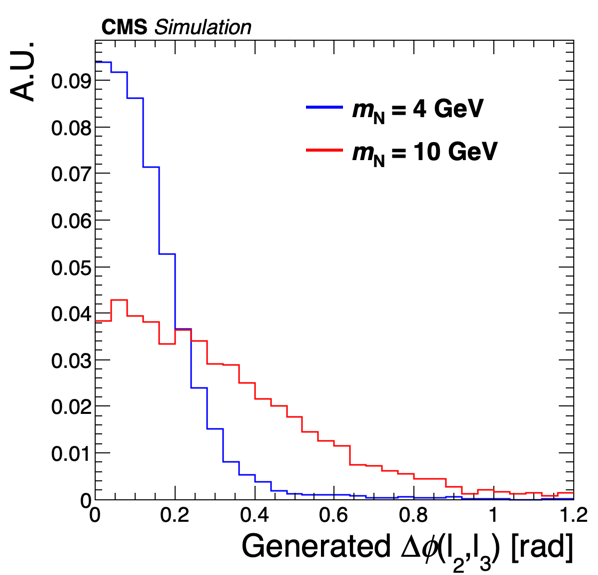 CMS Simulation
A.U.
m_N = 4 GeV
m_N = 10 GeV
0.09
0.08
0.07
0.06
0.05
0.04
0.03
0.02
0.01
0
0 0.2 0.4 0.6 0.8 1 1.2
Generated Δϕ(l_2,l_3) [rad]